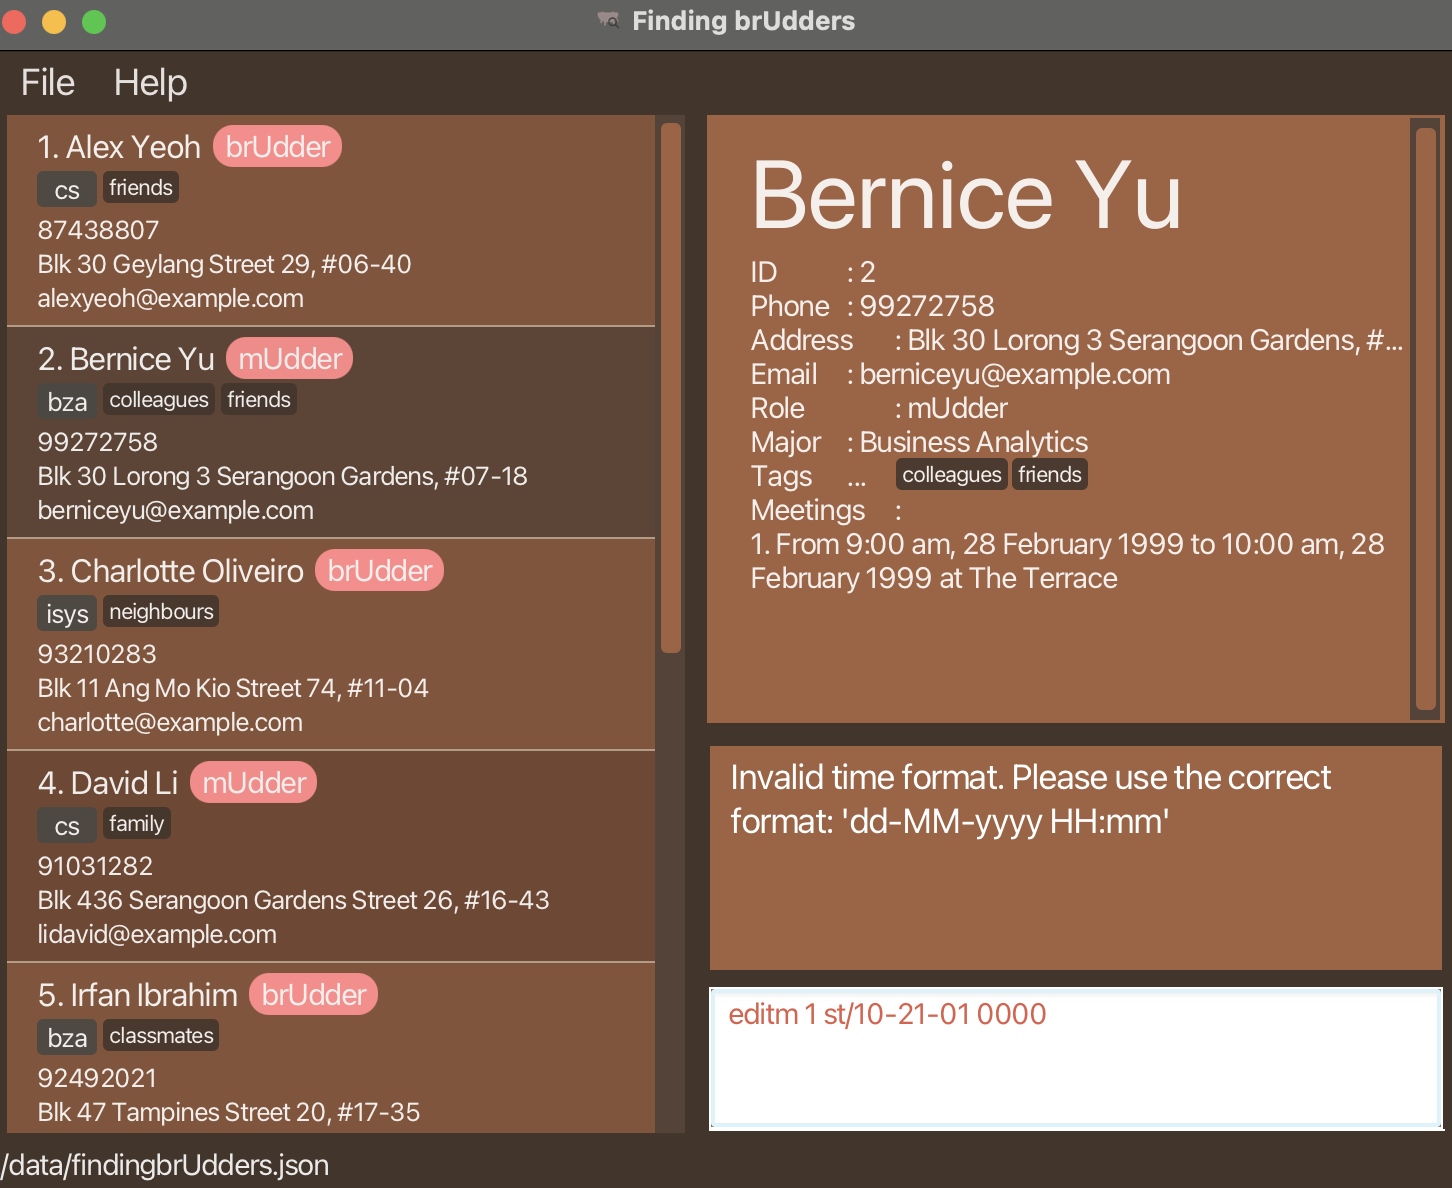 Finding brUdders
File Help
1. Alex Yeoh brUdder
cs friends
87438807
Blk 30 Geylang Street 29, #06-40
alexyeoh@example.com
2. Bernice Yu mUdder
bza colleagues friends
99272758
Blk 30 Lorong 3 Serangoon Gardens, #07-18
berniceyu@example.com
3. Charlotte Oliveiro brUdder
isys neighbours
93210283
Blk 11 Ang Mo Kio Street 74, #11-04
charlotte@example.com
4. David Li mUdder
cs family
91031282
Blk 436 Serangoon Gardens Street 26, #16-43
lidavid@example.com
5. Irfan Ibrahim brUdder
bza classmates
92492021
Blk 47 Tampines Street 20, #17-35
Bernice Yu
ID : 2
Phone : 99272758
Address : Blk 30 Lorong 3 Serangoon Gardens, #...
Email : berniceyu@example.com
Role : mUdder
Major : Business Analytics
Tags ... colleagues friends
Meetings :
1. From 9:00 am, 28 February 1999 to 10:00 am, 28
February 1999 at The Terrace
Invalid time format. Please use the correct
format: 'dd-MM-yyyy HH:mm'
editm 1 st/10-21-01 0000
/data/findingbrUdders.json